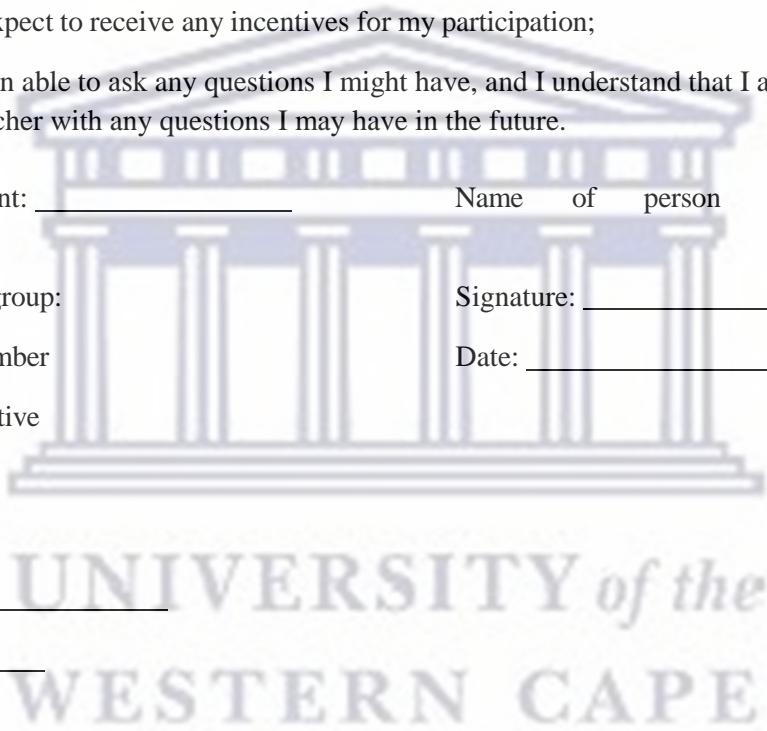 xpect to receive any incentives for my participation;
n able to ask any questions I might have, and I understand that I a
cher with any questions I may have in the future.
nt: Name of person
group: Signature:
mber Date:
tive
UNIVERSITY of the
WESTERN CAPE